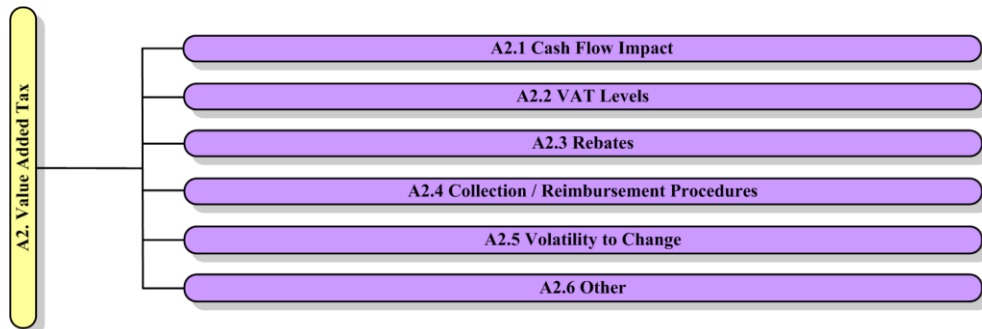 A2. Value Added Tax
A2.1 Cash Flow Impact
A2.2 VAT Levels
A2.3 Rebates
A2.4 Collection / Reimbursement Procedures
A2.5 Volatility to Change
A2.6 Other